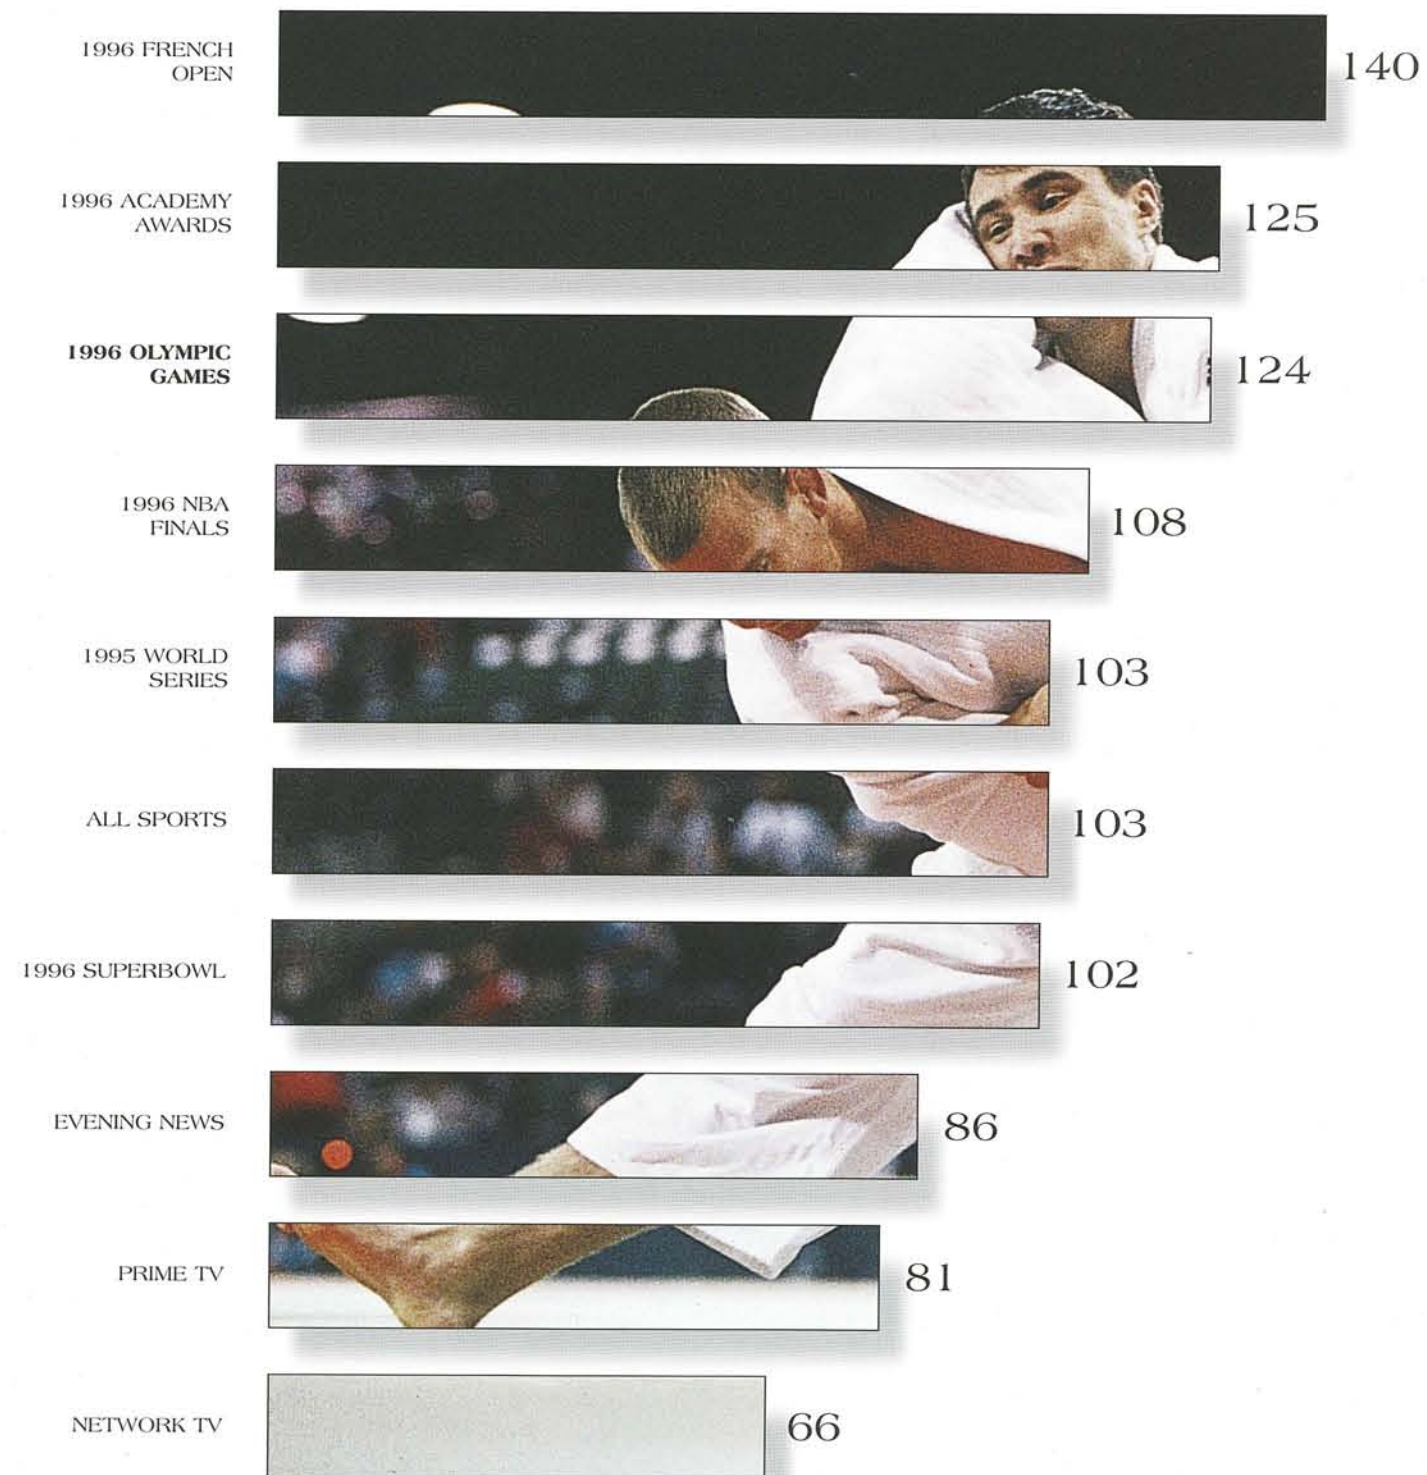 1996 FRENCH
OPEN
140
1996 ACADEMY
AWARDS
125
1996 OLYMPIC
GAMES
124
1996 NBA
FINALS
108
1995 WORLD
SERIES
103
ALL SPORTS
103
1996 SUPERBOWL
102
EVENING NEWS
86
PRIME TV
81
NETWORK TV
66